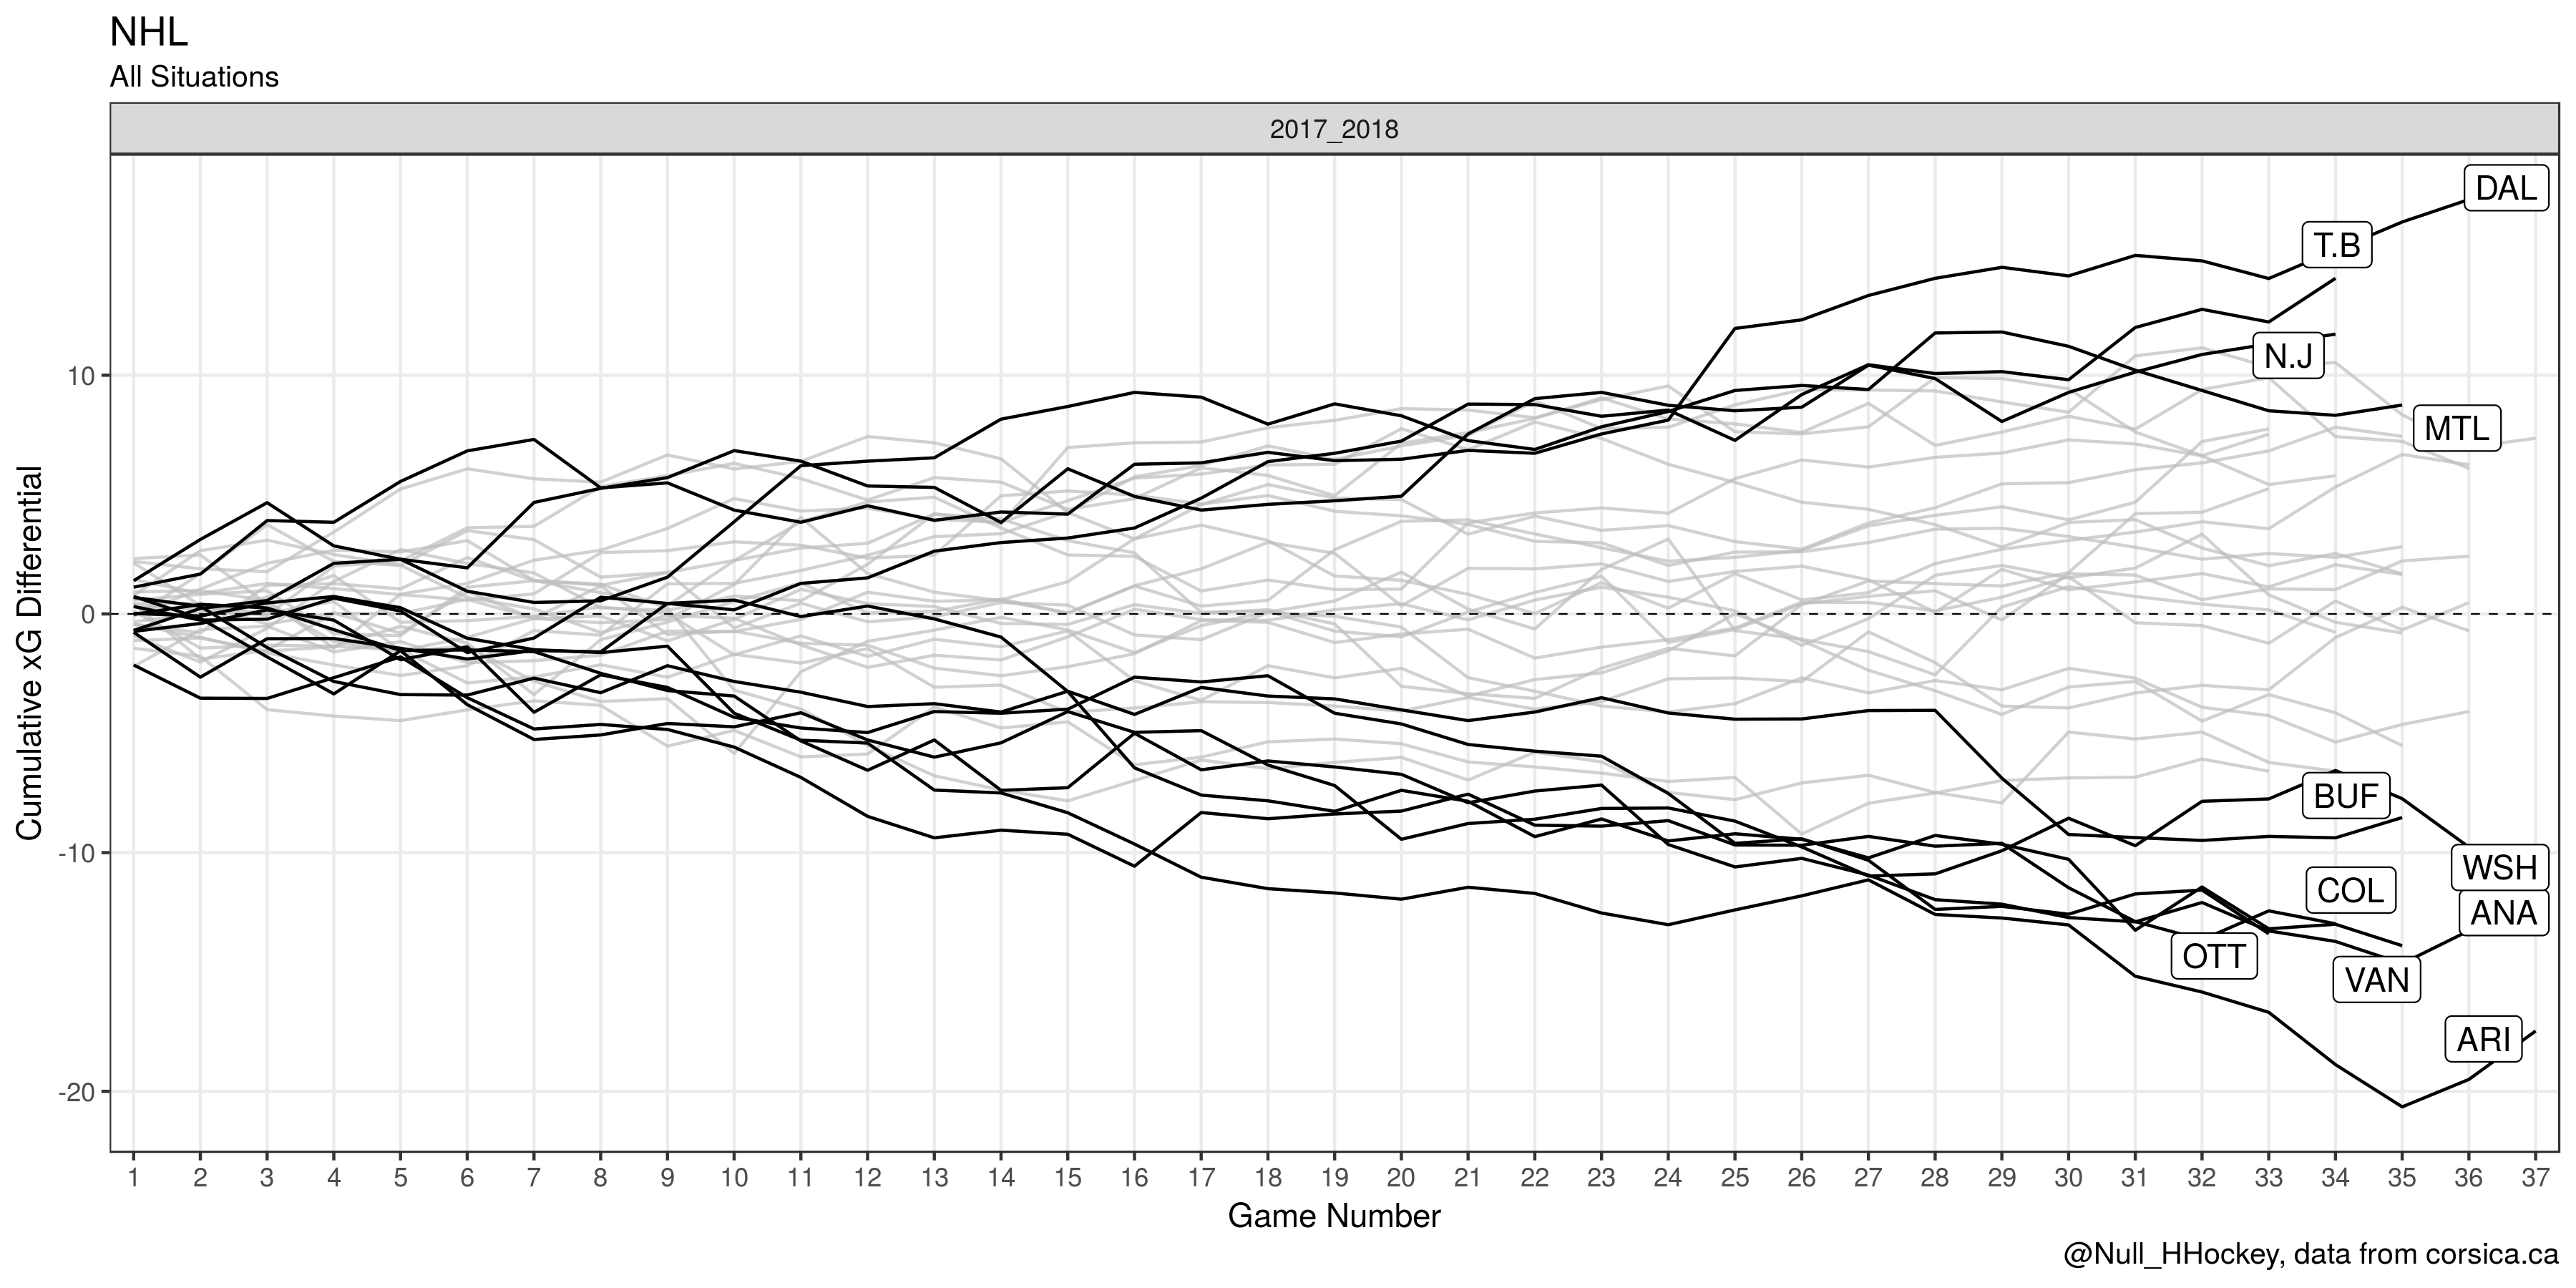 NHL
All Situations
2017_2018
DAL
T.B
N.J
MTL
BUF
WSH
COL
ANA
OTT
VAN
ARI
10
0
-10
-20
Cumulative xG Differential
1 2 3 4 5 6 7 8 9 10 11 12 13 14 15 16 17 18 19 20 21 22 23 24 25 26 27 28 29 30 31 32 33 34 35 36 37
Game Number
@Null_HHockey, data from corsica.ca